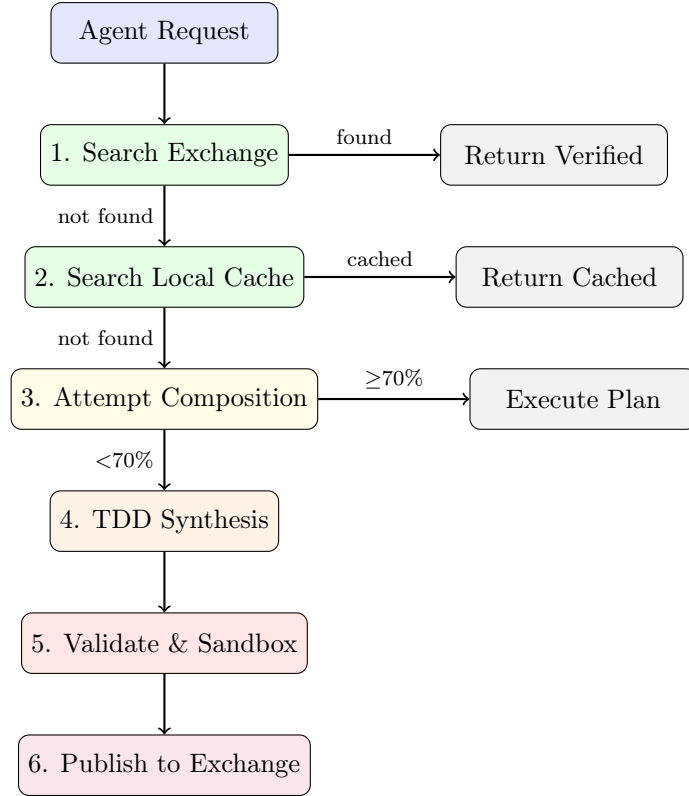 Agent Request
1. Search Exchange
found
Return Verified
not found
2. Search Local Cache
cached
Return Cached
not found
3. Attempt Composition
≥70%
Execute Plan
<70%
4. TDD Synthesis
5. Validate & Sandbox
6. Publish to Exchange